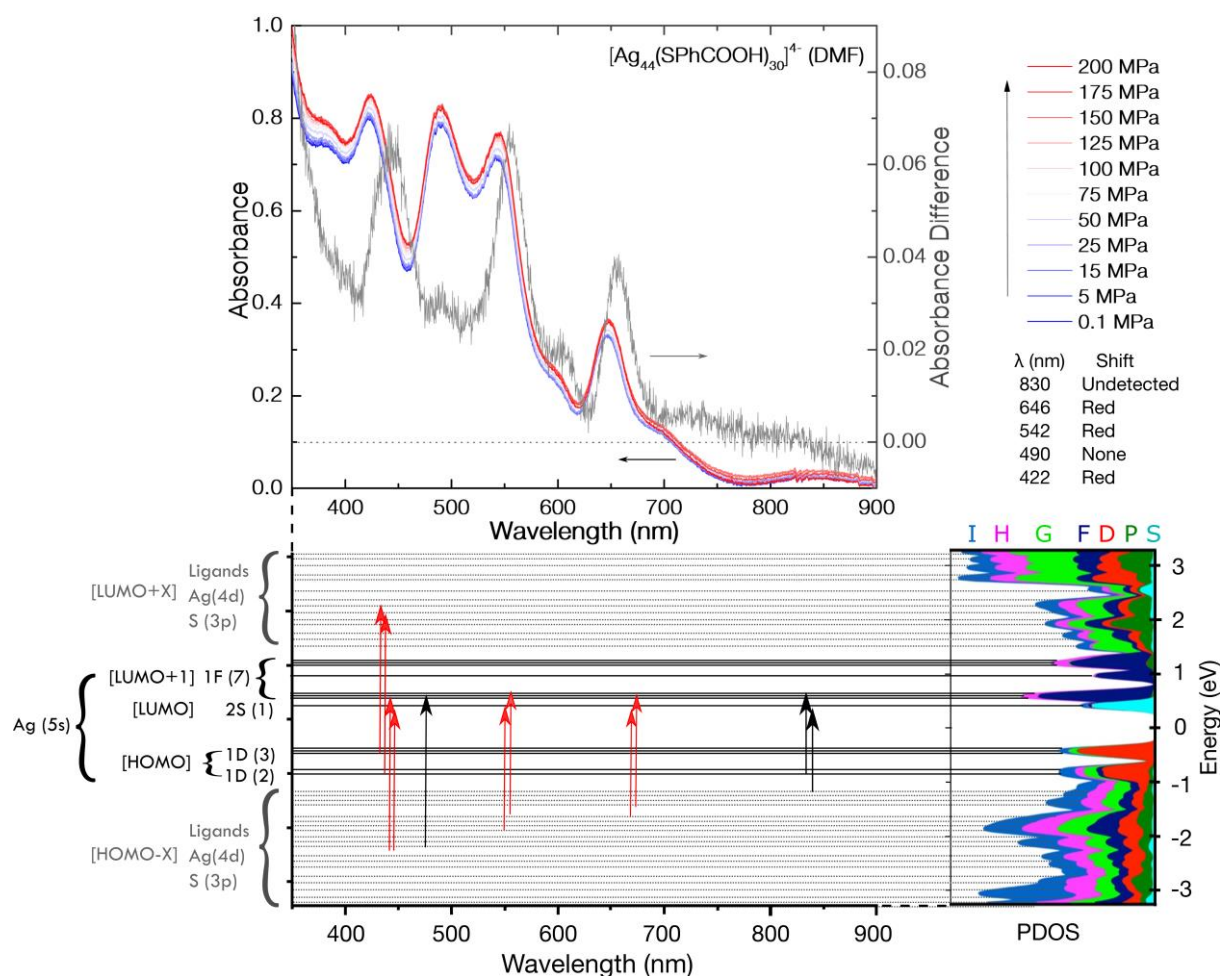 [Ag44(SPhCOOH)30]4- (DMF)
1.0
0.8
0.6
0.4
0.2
0.0
Absorbance
0.08
0.06
0.04
0.02
0.00
Absorbance Difference
400 500 600 700 800 900
Wavelength (nm)
200 MPa
175 MPa
150 MPa
125 MPa
100 MPa
75 MPa
50 MPa
25 MPa
15 MPa
5 MPa
0.1 MPa
λ (nm) Shift
830 Undetected
646 Red
542 Red
490 None
422 Red
I H G F D P S
[LUMO+X]
Ligands
Ag(4d)
S (3p)
Ag (5s)
[LUMO+1] 1F (7)
[LUMO] 2S (1)
[HOMO]
1D (3)
1D (2)
[HOMO-X]
Ligands
Ag(4d)
S (3p)
3
2
1
0
-1
-2
-3
Energy (eV)
400 500 600 700 800 900
Wavelength (nm)
PDOS